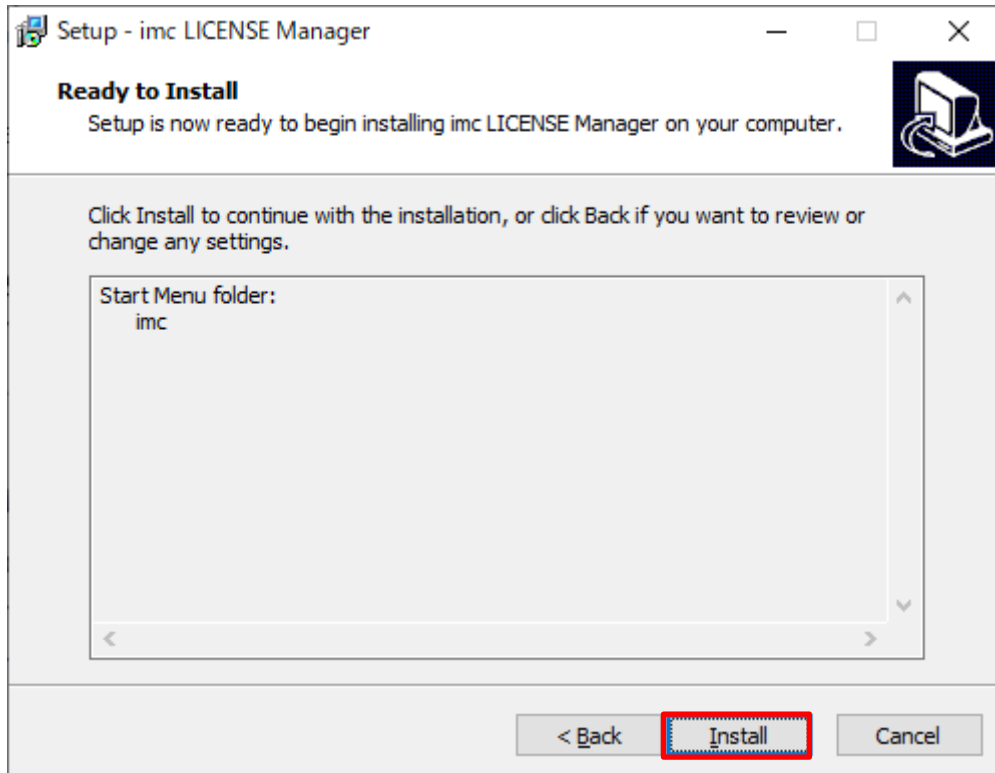 Setup - imc LICENSE Manager
Ready to Install
Setup is now ready to begin installing imc LICENSE Manager on your computer.
Click Install to continue with the installation, or click Back if you want to review or
change any settings.
Start Menu folder:
imc
< Back
Install
Cancel